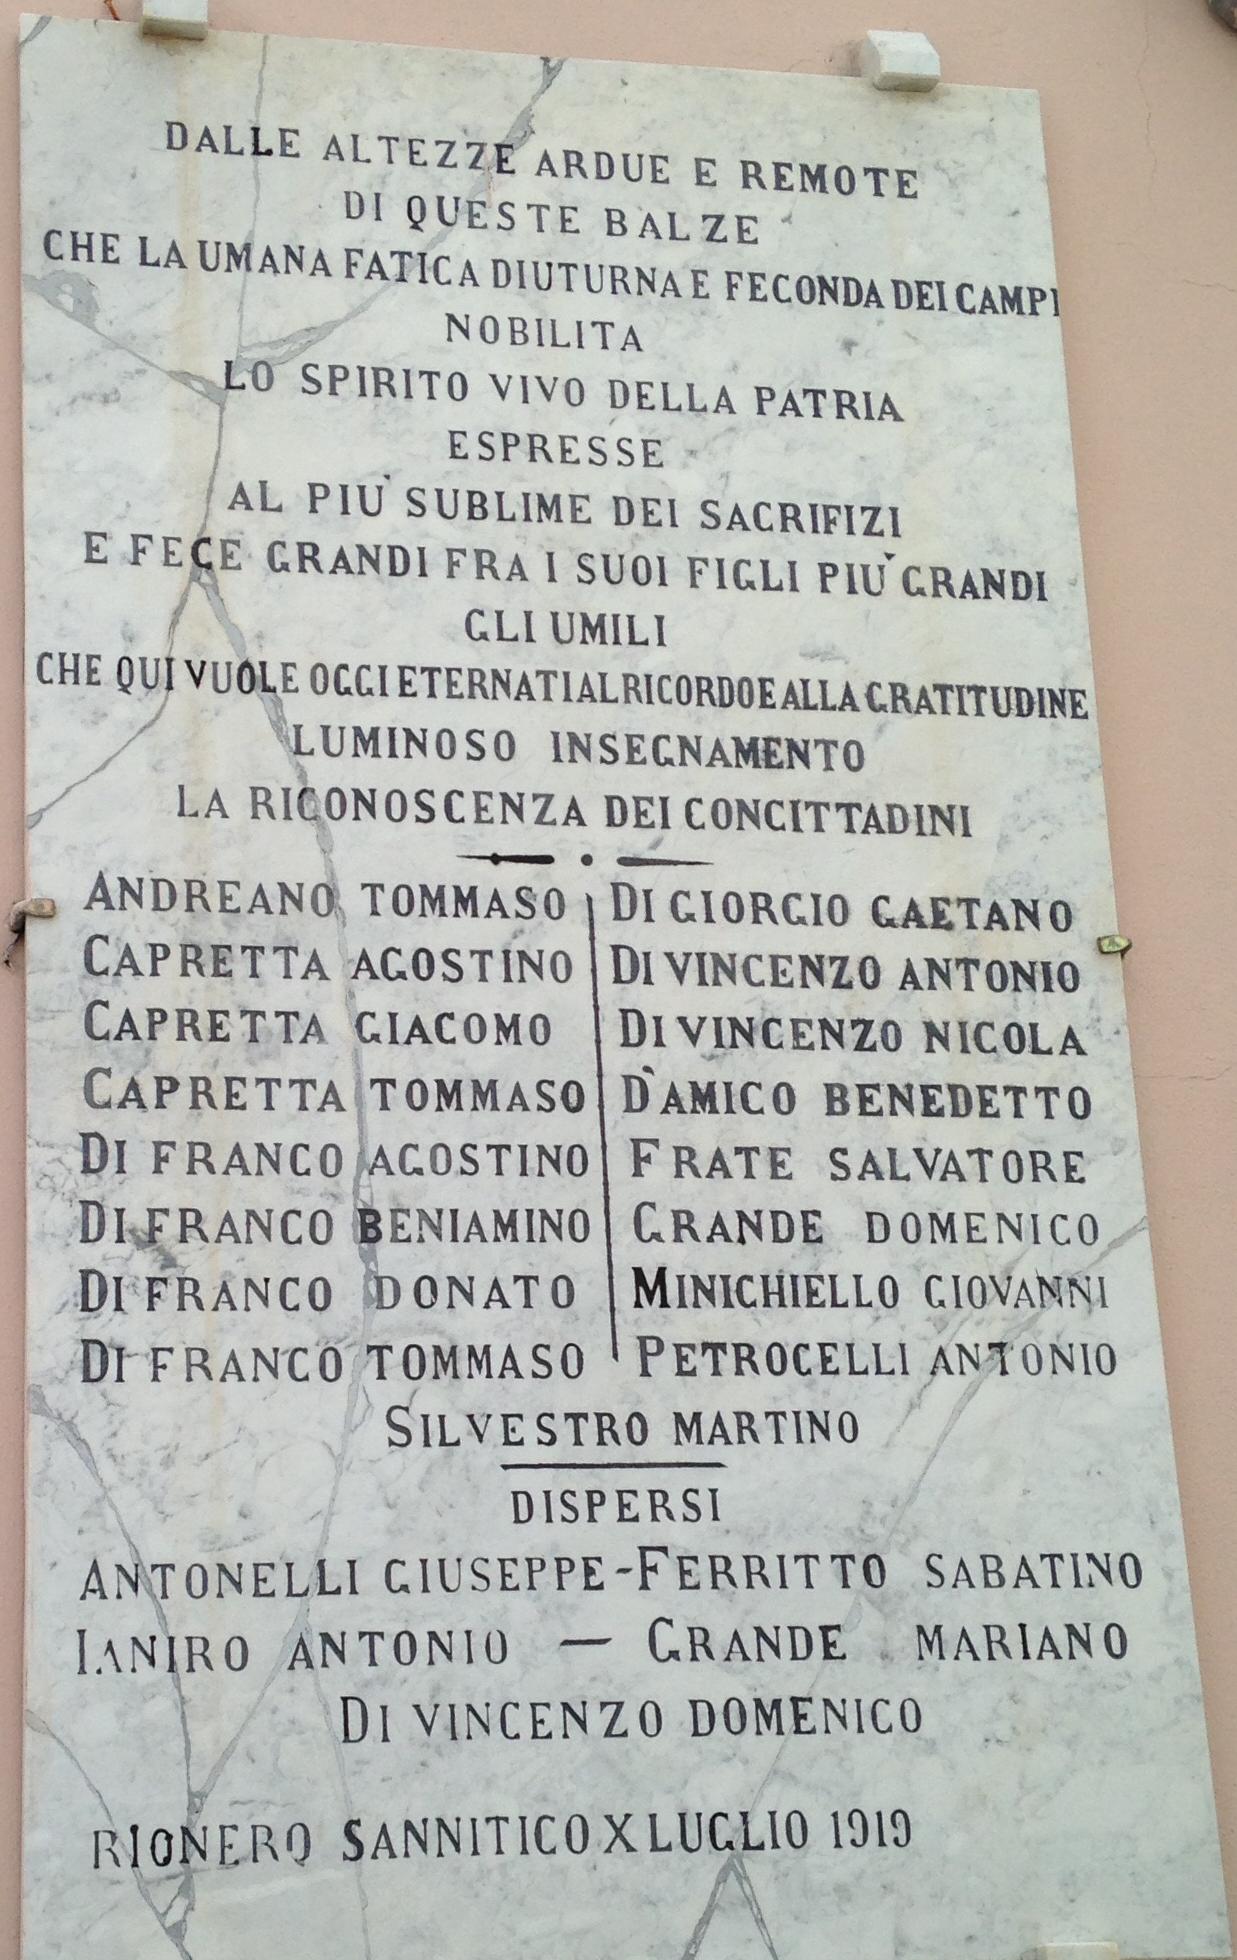 DALLE ALTEZZE ARDUE E REMOTE
DI QUESTE BALZE
CHE LA UMANA FATICA DIUTURNA E FECONDA DEI CAMPI
NOBILITA
LO SPIRITO VIVO DELLA PATRIA
ESPRESSE
AL PIU' SUBLIME DEI SACRIFIZI
E FECE GRANDI FRA I SUOI FIGLI PIU' GRANDI
GLI UMILI
CHE QUI VUOLE OGGI ETERNATI AL RICORDO E ALLA GRATITUDINE
LUMINOSO INSEGNAMENTO
LA RICONOSCENZA DEI CONCITTADINI
ANDREANO TOMMASO
CAPRETTA AGOSTINO
CAPRETTA GIACOMO
CAPRETTA TOMMASO
DI FRANCO AGOSTINO
DI FRANCO BENIAMINO
DI FRANCO DONATO
DI FRANCO TOMMASO
DI GIORGIO GAETANO
DI VINCENZO ANTONIO
DI VINCENZO NICOLA
D'AMICO BENEDETTO
FRATE SALVATORE
GRANDE DOMENICO
MINICHIELLO GIOVANNI
PETROCELLI ANTONIO
SILVESTRO MARTINO
DISPERSI
ANTONELLI GIUSEPPE - FERRITTO SABATINO
IANIRO ANTONIO — GRANDE MARIANO
DI VINCENZO DOMENICO
RIONERO SANNITICO X LUGLIO 1919